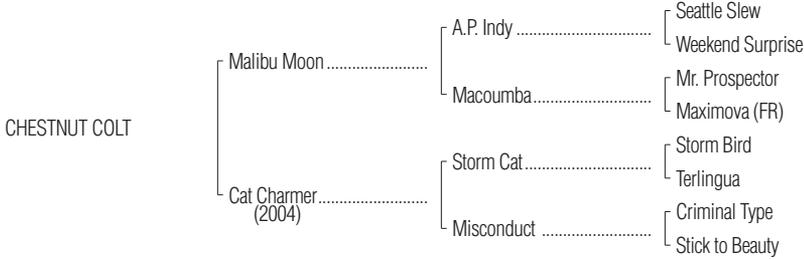 Seattle Slew
A.P. Indy ................................
Weekend Surprise
Malibu Moon ........................
Mr. Prospector
Macoumba ............................
Maximova (FR)
CHESTNUT COLT
Storm Bird
Storm Cat ..............................
Terlingua
Cat Charmer ..........................
(2004)
Criminal Type
Misconduct ..........................
Stick to Beauty